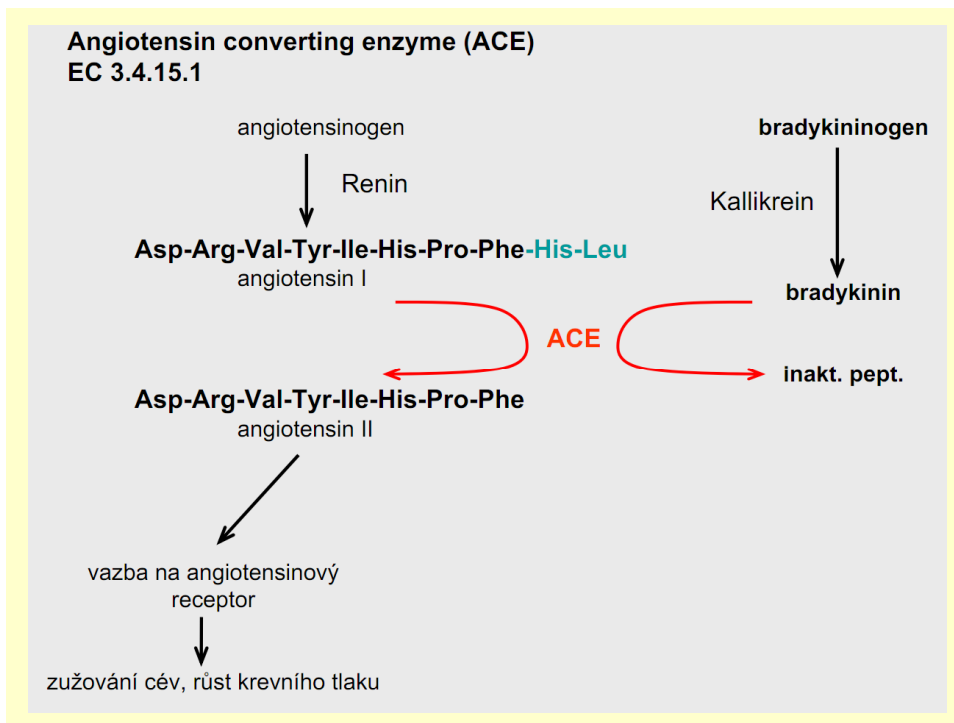 Angiotensin converting enzyme (ACE)
EC 3.4.15.1
angiotensinogen
bradykininogen
Renin
Kallikrein
Asp-Arg-Val-Tyr-Ile-His-Pro-Phe-His-Leu
angiotensin I
bradykinin
ACE
inakt. pept.
Asp-Arg-Val-Tyr-Ile-His-Pro-Phe
angiotensin II
vazba na angiotensinový
receptor
zužování cév, růst krevního tlaku